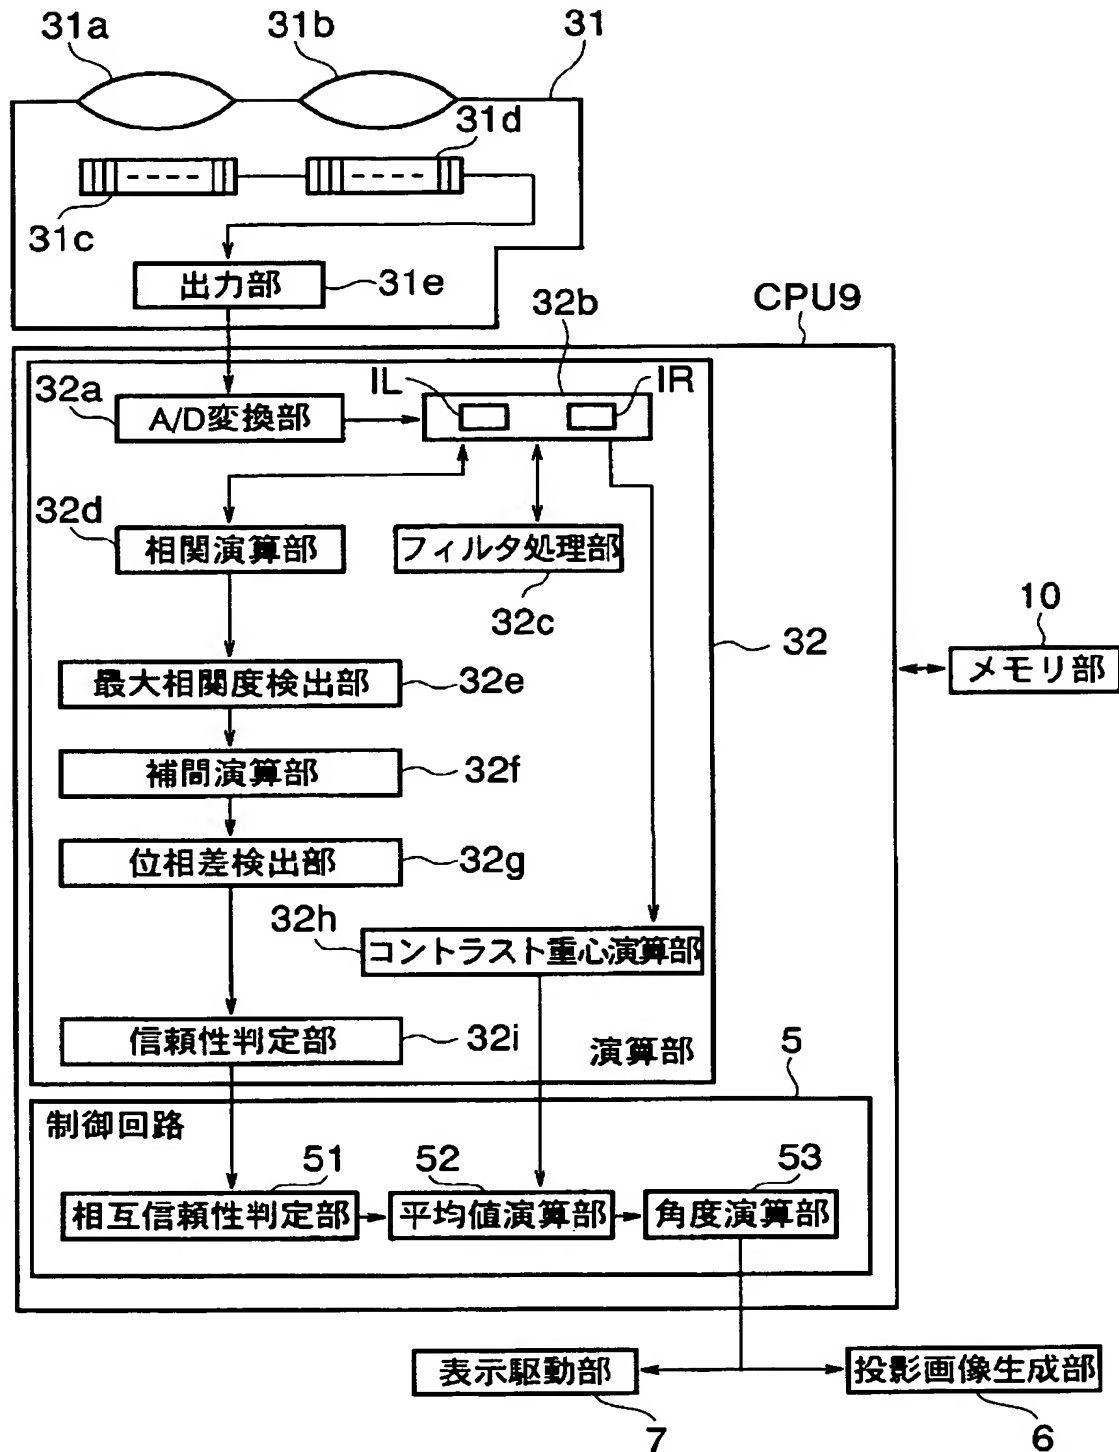 31a
31b
31
31d
31c
出力部
31e
CPU9
32b
IL
IR
32a
A/D変換部
32d
相関演算部
フィルタ処理部
32c
32
10
メモリ部
最大相関度検出部
32e
補間演算部
32f
位相差検出部
32g
32h
コントラスト重心演算部
信頼性判定部
32i
演算部
5
制御回路
51
52
53
相互信頼性判定部
平均値演算部
角度演算部
表示駆動部
投影画像生成部
7
6